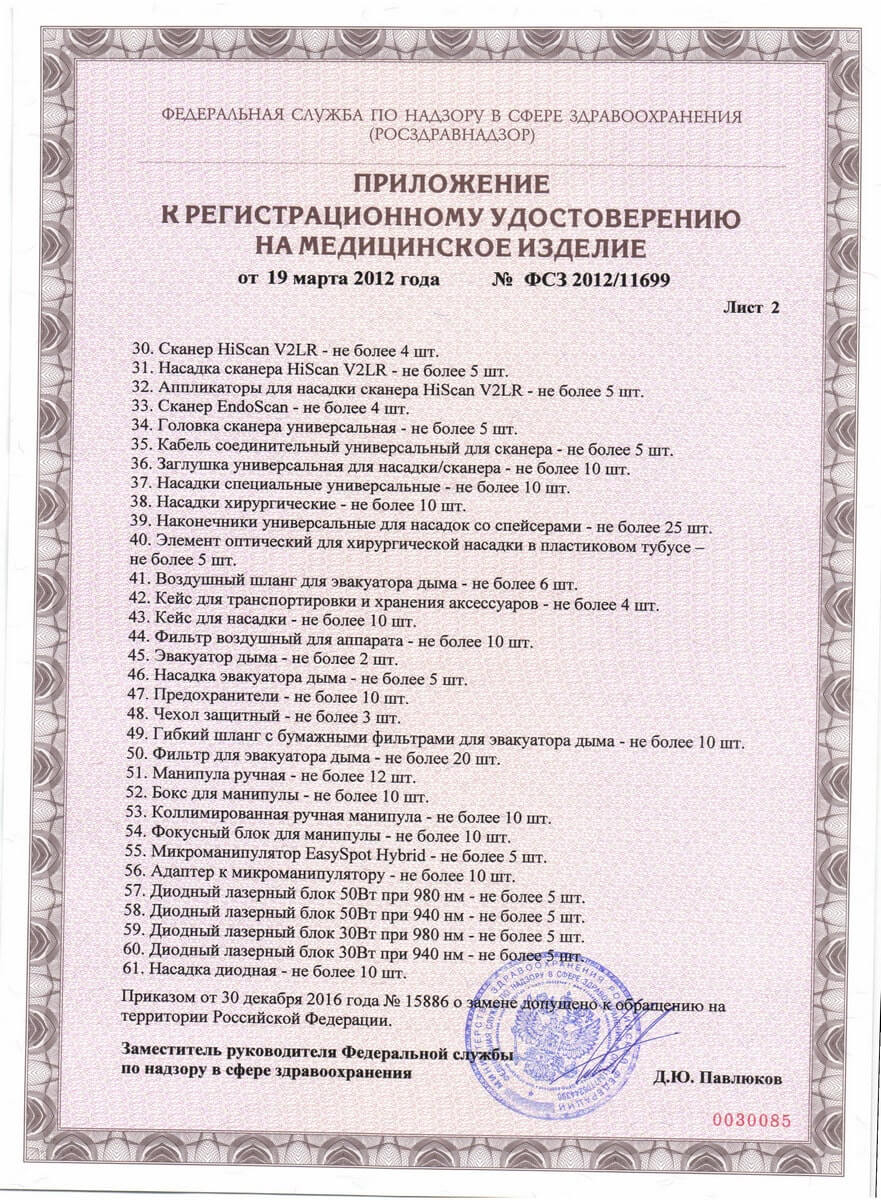 ФЕДЕРАЛЬНАЯ СЛУЖБА ПО НАДЗОРУ В СФЕРЕ ЗДРАВООХРАНЕНИЯ
(РОСЗДРАВНАДЗОР)
ПРИЛОЖЕНИЕ
К РЕГИСТРАЦИОННОМУ УДОСТОВЕРЕНИЮ
НА МЕДИЦИНСКОЕ ИЗДЕЛИЕ
от 19 марта 2012 года № ФСЗ 2012/11699
Лист 2
30. Сканер HiScan V2LR - не более 4 шт.
31. Насадка сканера HiScan V2LR - не более 5 шт.
32. Аппликаторы для насадки сканера HiScan V2LR - не более 5 шт.
33. Сканер EndoScan - не более 4 шт.
34. Головка сканера универсальная - не более 5 шт.
35. Кабель соединительный универсальный для сканера - не более 5 шт.
36. Заглушка универсальная для насадки/сканера - не более 10 шт.
37. Насадки специальные универсальные - не более 10 шт.
38. Насадки хирургические - не более 10 шт.
39. Наконечники универсальные для насадок со спейсерами - не более 25 шт.
40. Элемент оптический для хирургической насадки в пластиковом тубусе –
не более 5 шт.
41. Воздушный шланг для эвакуатора дыма - не более 6 шт.
42. Кейс для транспортировки и хранения аксессуаров - не более 4 шт.
43. Кейс для насадки - не более 10 шт.
44. Фильтр воздушный для аппарата - не более 10 шт.
45. Эвакуатор дыма - не более 2 шт.
46. Насадка эвакуатора дыма - не более 5 шт.
47. Предохранители - не более 10 шт.
48. Чехол защитный - не более 3 шт.
49. Гибкий шланг с бумажными фильтрами для эвакуатора дыма - не более 10 шт.
50. Фильтр для эвакуатора дыма - не более 20 шт.
51. Манипула ручная - не более 12 шт.
52. Бокс для манипулы - не более 10 шт.
53. Коллимированная ручная манипула - не более 10 шт.
54. Фокусный блок для манипулы - не более 10 шт.
55. Микроманипулятор EasySpot Hybrid - не более 5 шт.
56. Адаптер к микроманипулятору - не более 10 шт.
57. Диодный лазерный блок 50Вт при 980 нм - не более 5 шт.
58. Диодный лазерный блок 50Вт при 940 нм - не более 5 шт.
59. Диодный лазерный блок 30Вт при 980 нм - не более 5 шт.
60. Диодный лазерный блок 30Вт при 940 нм - не более 5 шт.
61. Насадка диодная - не более 10 шт.
Приказом от 30 декабря 2016 года № 15886 о замене допущено к обращению на
территории Российской Федерации.
Заместитель руководителя Федеральной службы
по надзору в сфере здравоохранения
Д.Ю. Павлюков
0030085